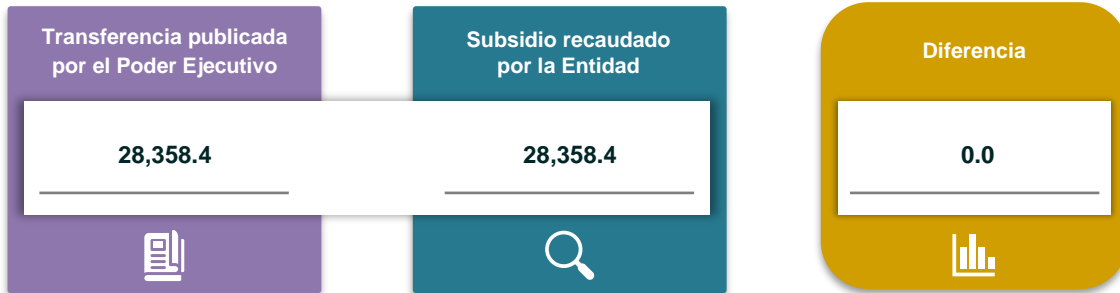 Transferencia publicada
por el Poder Ejecutivo
28,358.4
Subsidio recaudado
por la Entidad
28,358.4
Diferencia
0.0